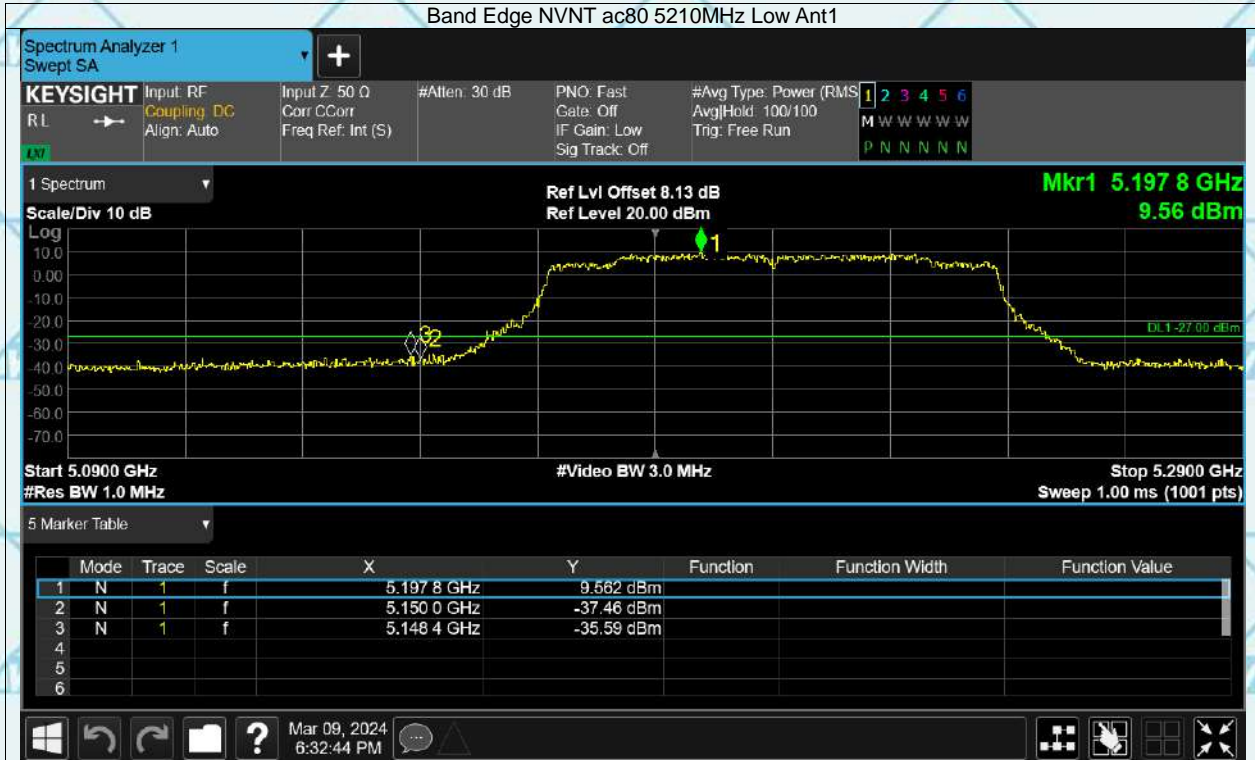 Band Edge NVNT ac80 5210MHz Low Ant1
Spectrum Analyzer 1
Swept SA
+
KEYSIGHT
RL
LXI
Input: RF
Coupling: DC
Align: Auto
Input Z: 50 Ω
Corr CCorr
Freq Ref: Int (S)
#Atten: 30 dB
PNO: Fast
Gate: Off
IF Gain: Low
Sig Track: Off
#Avg Type: Power (RMS
Avg|Hold: 100/100
Trig: Free Run
1 2 3 4 5 6
M W W W W W
P N N N N N
1 Spectrum
Scale/Div 10 dB
Ref Lvl Offset 8.13 dB
Ref Level 20.00 dBm
Mkr1 5.197 8 GHz
9.56 dBm
Log
10.0
0.00
-10.0
-20.0
-30.0
-40.0
-50.0
-60.0
-70.0
1
3
2
DL1 -27.00 dBm
Start 5.0900 GHz
#Video BW 3.0 MHz
Stop 5.2900 GHz
#Res BW 1.0 MHz
Sweep 1.00 ms (1001 pts)
5 Marker Table
Mode Trace Scale X Y Function Function Width Function Value
1 N 1 f 5.197 8 GHz 9.562 dBm
2 N 1 f 5.150 0 GHz -37.46 dBm
3 N 1 f 5.148 4 GHz -35.59 dBm
4
5
6
?
Mar 09, 2024
6:32:44 PM